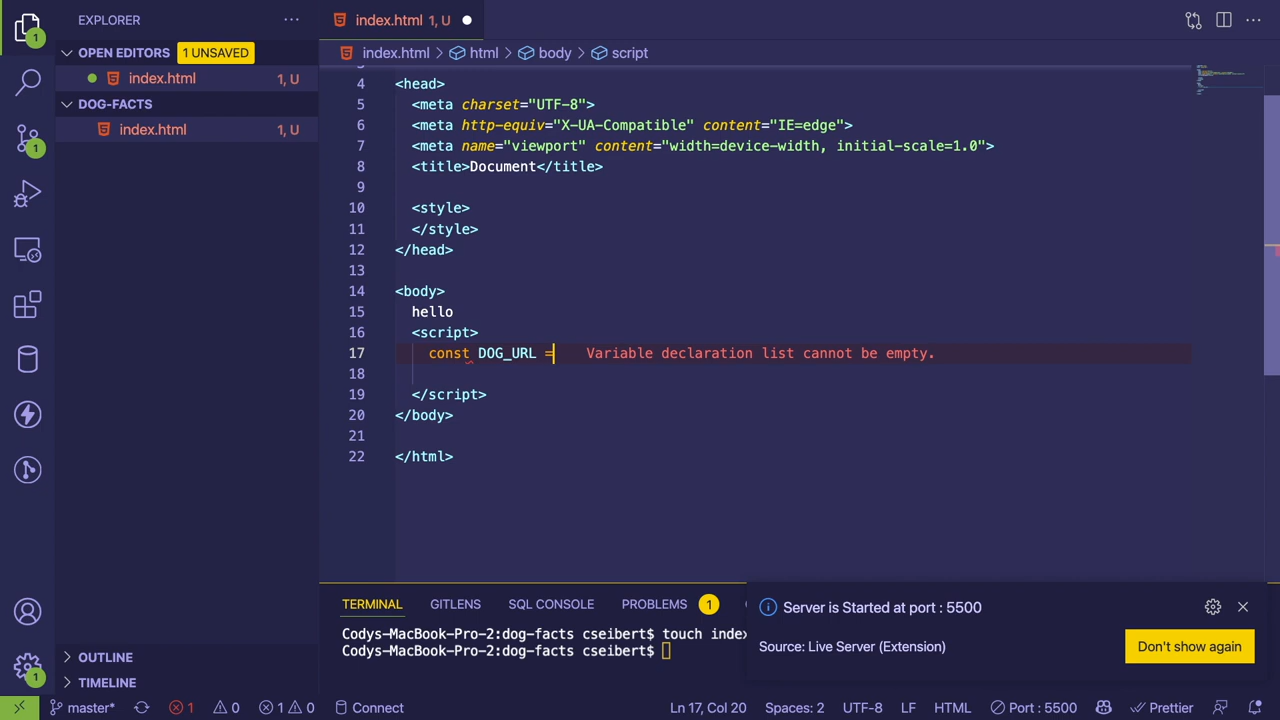 EXPLORER
OPEN EDITORS 1 UNSAVED
index.html 1, U
DOG-FACTS
index.html 1, U
OUTLINE
TIMELINE
1
1
1
index.html 1, U
index.html > html > body > script
4 <head>
5 <meta charset="UTF-8">
6 <meta http-equiv="X-UA-Compatible" content="IE=edge">
7 <meta name="viewport" content="width=device-width, initial-scale=1.0">
8 <title>Document</title>
9
10 <style>
11 </style>
12 </head>
13
14 <body>
15 hello
16 <script>
17 const DOG_URL = Variable declaration list cannot be empty.
18
19 </script>
20 </body>
21
22 </html>
TERMINAL GITLENS SQL CONSOLE PROBLEMS 1
Codys-MacBook-Pro-2:dog-facts cseibert$ touch index
Codys-MacBook-Pro-2:dog-facts cseibert$
Server is Started at port : 5500
Source: Live Server (Extension)
Don't show again
master* 1 0 1 0 Connect Ln 17, Col 20 Spaces: 2 UTF-8 LF HTML Port : 5500 Prettier